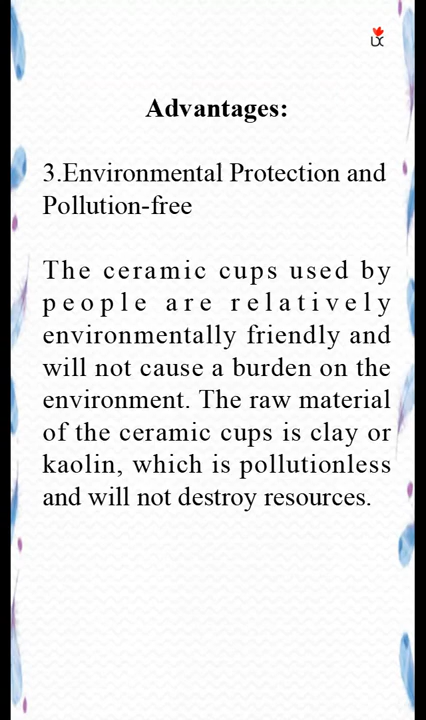 LX
Advantages:
3.Environmental Protection and
Pollution-free
The ceramic cups used by
people are relatively
environmentally friendly and
will not cause a burden on the
environment. The raw material
of the ceramic cups is clay or
kaolin, which is pollutionless
and will not destroy resources.